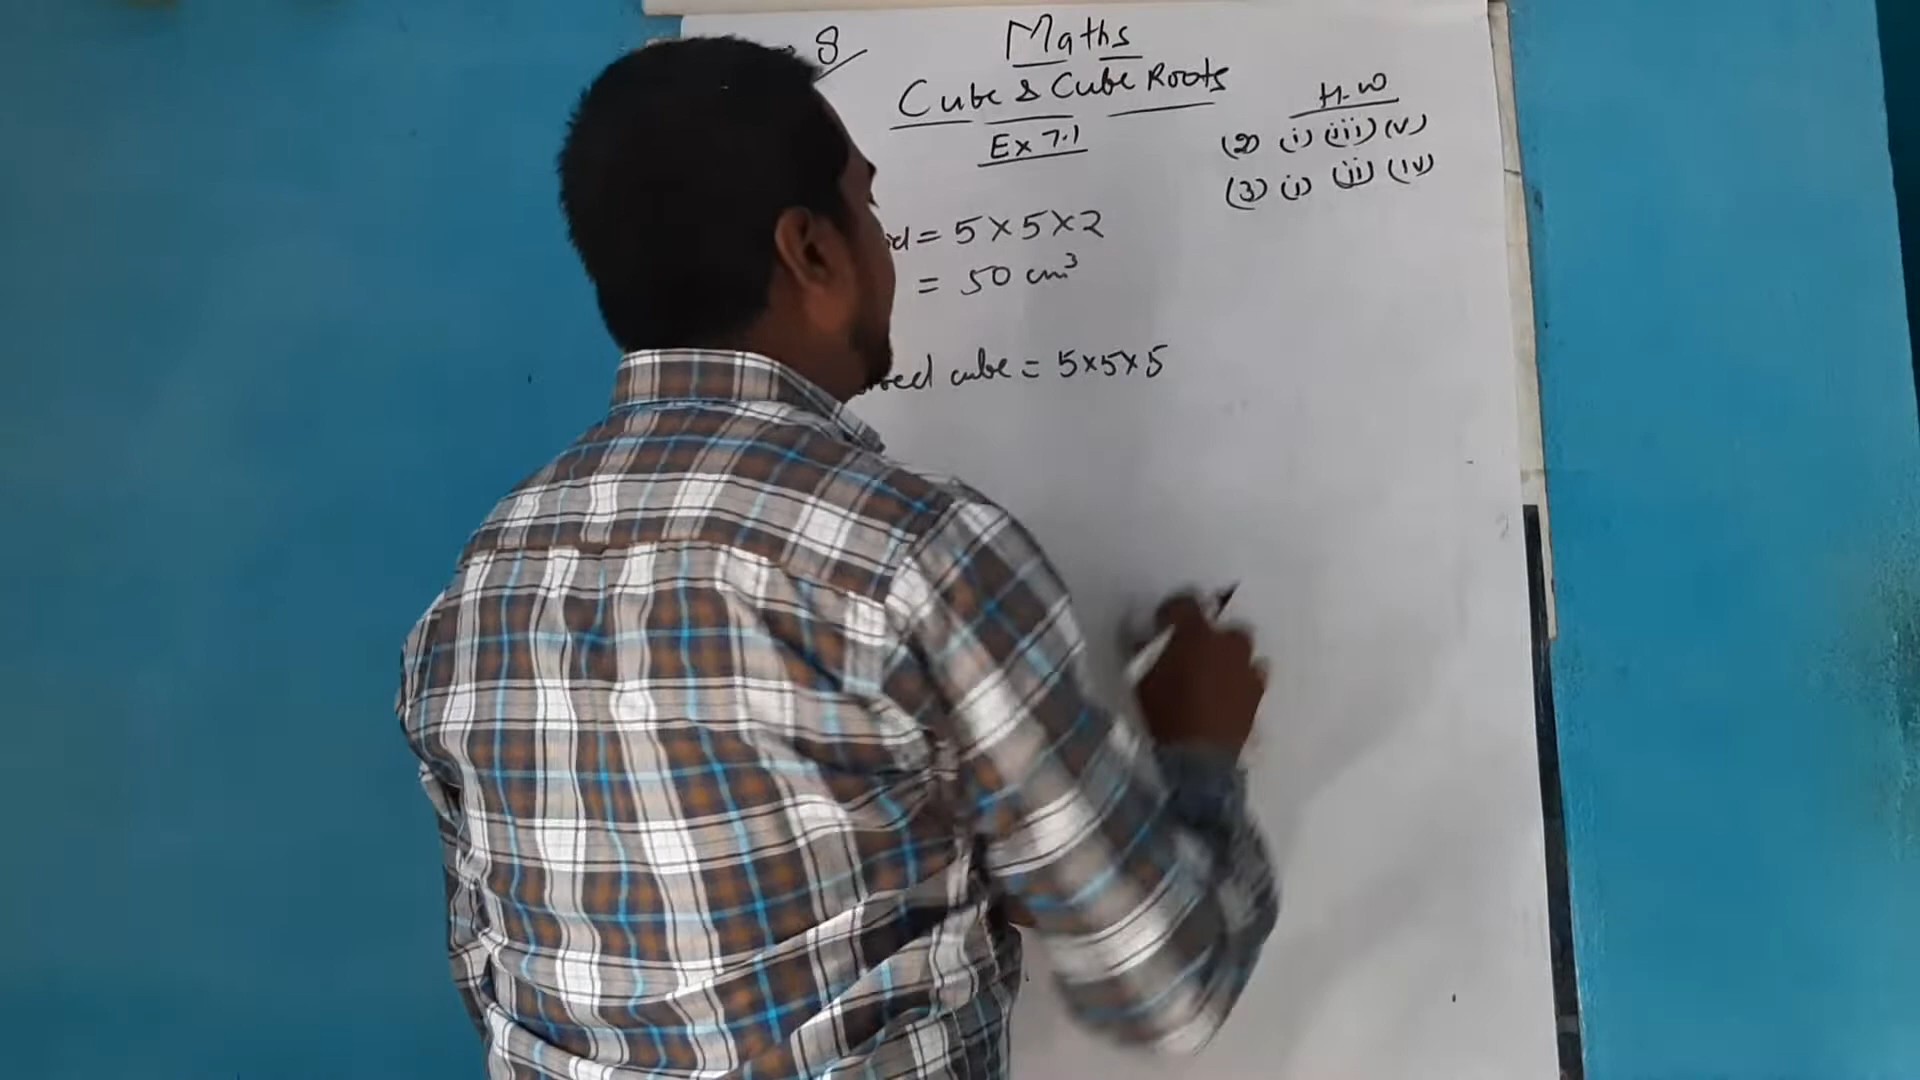 8
Maths
Cube & Cube Roots
Ex 7.1
H.W
(2) (i) (iii) (v)
(3) (i) (ii) (iv)
= 5×5×2
= 50 cm³
cube = 5×5×5